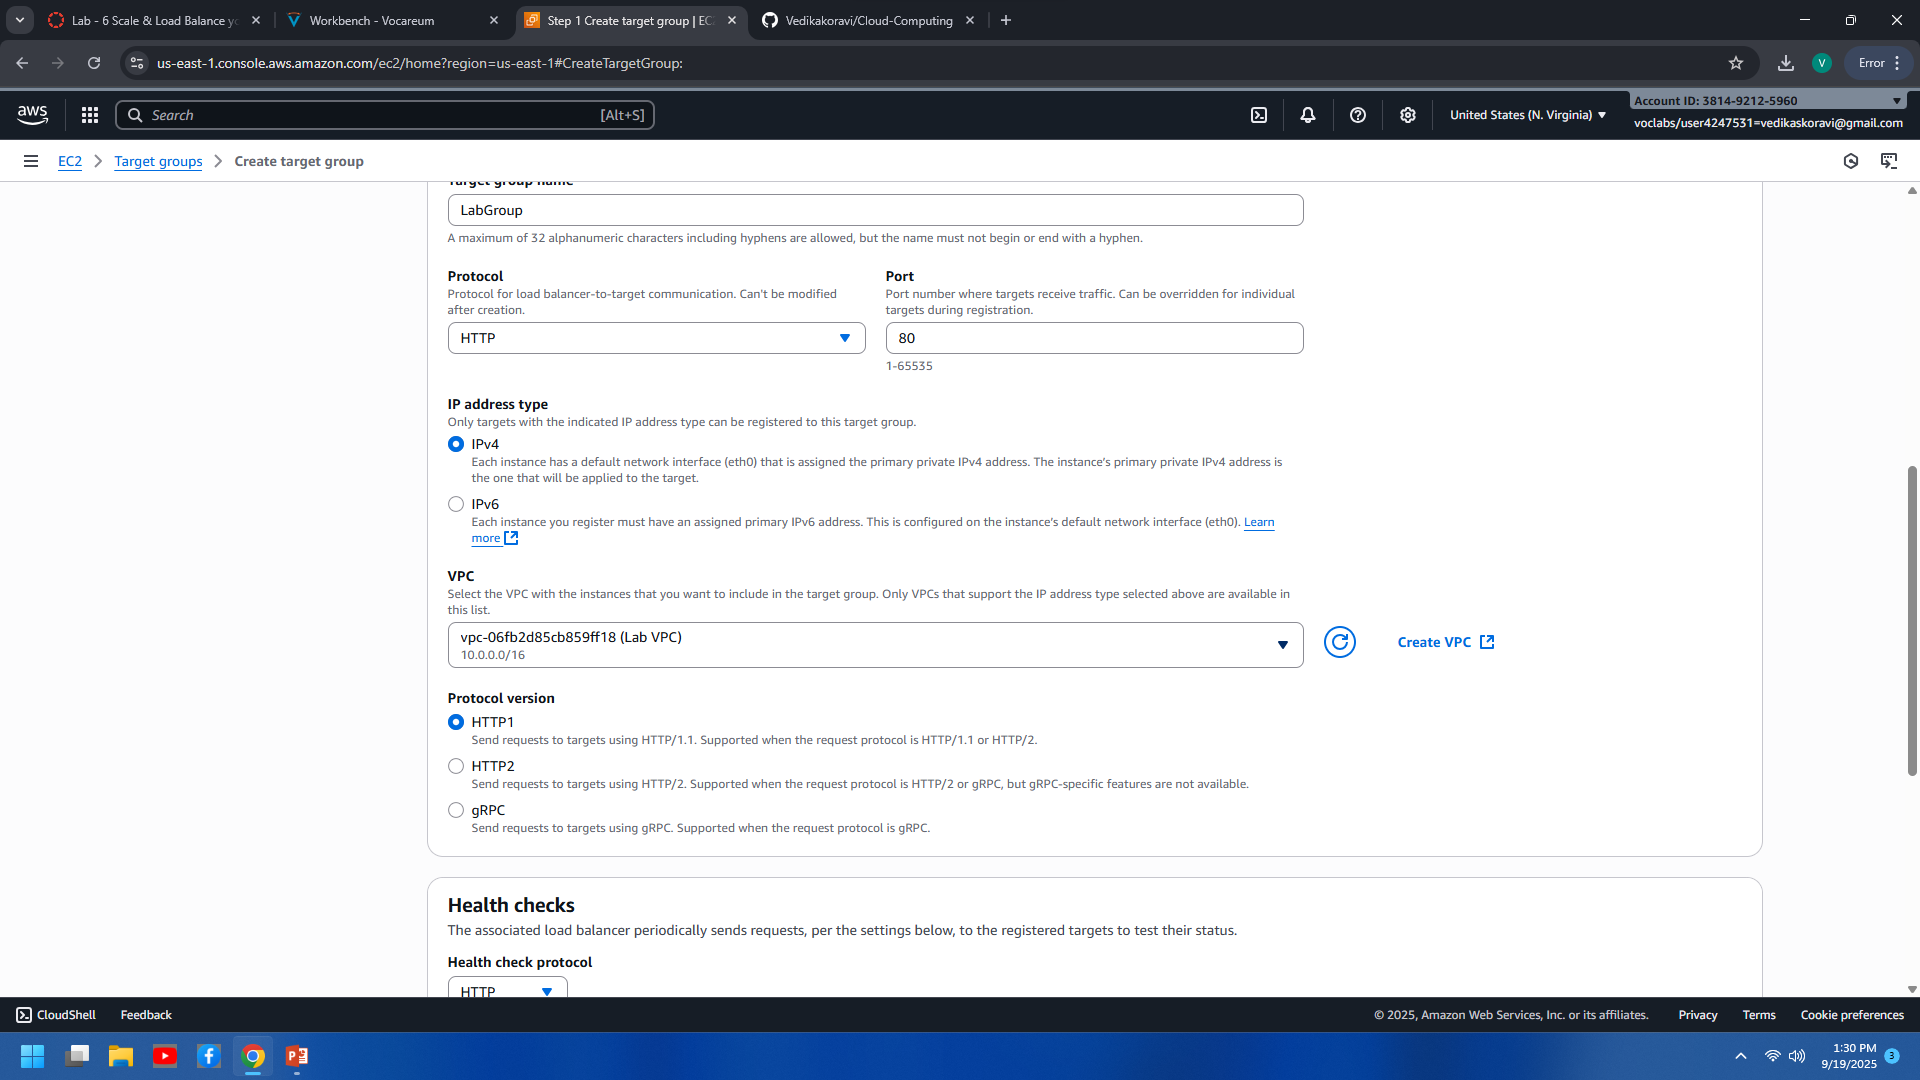 Lab - 6 Scale & Load Balance yo
Workbench - Vocareum
Step 1 Create target group | EC2
Vedikakoravi/Cloud-Computing
us-east-1.console.aws.amazon.com/ec2/home?region=us-east-1#CreateTargetGroup:
V
Error
aws
Search
[Alt+S]
United States (N. Virginia)
Account ID: 3814-9212-5960
voclabs/user4247531=vedikaskoravi@gmail.com
EC2
Target groups
Create target group
Target group name
LabGroup
A maximum of 32 alphanumeric characters including hyphens are allowed, but the name must not begin or end with a hyphen.
Protocol
Protocol for load balancer-to-target communication. Can't be modified
after creation.
HTTP
Port
Port number where targets receive traffic. Can be overridden for individual
targets during registration.
80
1-65535
IP address type
Only targets with the indicated IP address type can be registered to this target group.
IPv4
Each instance has a default network interface (eth0) that is assigned the primary private IPv4 address. The instance's primary private IPv4 address is
the one that will be applied to the target.
IPv6
Each instance you register must have an assigned primary IPv6 address. This is configured on the instance's default network interface (eth0). Learn
more
VPC
Select the VPC with the instances that you want to include in the target group. Only VPCs that support the IP address type selected above are available in
this list.
vpc-06fb2d85cb859ff18 (Lab VPC)
10.0.0.0/16
Create VPC
Protocol version
HTTP1
Send requests to targets using HTTP/1.1. Supported when the request protocol is HTTP/1.1 or HTTP/2.
HTTP2
Send requests to targets using HTTP/2. Supported when the request protocol is HTTP/2 or gRPC, but gRPC-specific features are not available.
gRPC
Send requests to targets using gRPC. Supported when the request protocol is gRPC.
Health checks
The associated load balancer periodically sends requests, per the settings below, to the registered targets to test their status.
Health check protocol
HTTP
CloudShell
Feedback
© 2025, Amazon Web Services, Inc. or its affiliates.
Privacy
Terms
Cookie preferences
1:30 PM
9/19/2025
3